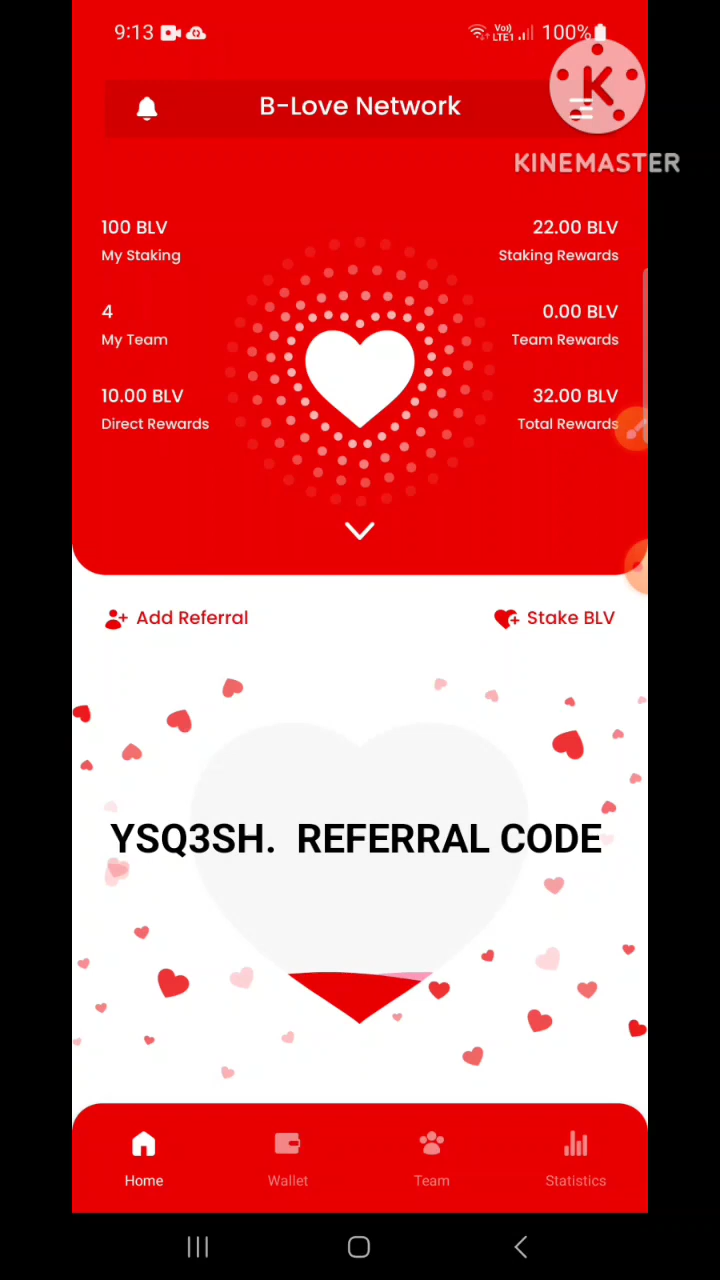 9:13
Vo)) LTE1 100%
B-Love Network
K
KINEMASTER
100 BLV
My Staking
22.00 BLV
Staking Rewards
4
My Team
0.00 BLV
Team Rewards
10.00 BLV
Direct Rewards
32.00 BLV
Total Rewards
Add Referral
Stake BLV
YSQ3SH. REFERRAL CODE
Home
Wallet
Team
Statistics